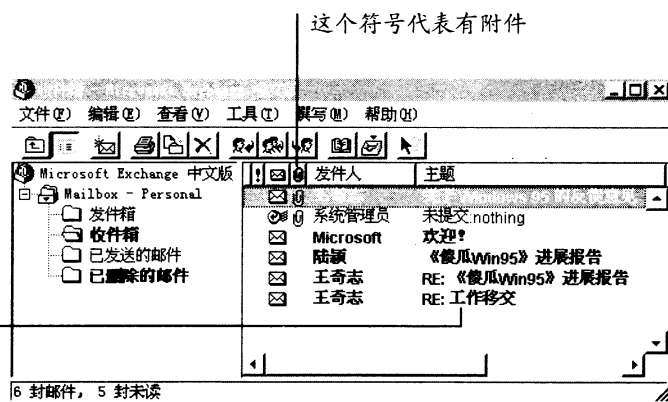 这个符号代表有附件
文件(F) 编辑(E) 查看(V) 工具(T) 撰写(M) 帮助(H)
Microsoft Exchange 中文版
! 发件人 主题
Mailbox - Personal
发件箱
系统管理员 未提交:nothing
收件箱
Microsoft 欢迎!
已发送的邮件
陆颖 《傻瓜Win95》进展报告
已删除的邮件
王奇志 RE: 《傻瓜Win95》进展报告
王奇志 RE: 工作移交
6 封邮件, 5 封未读